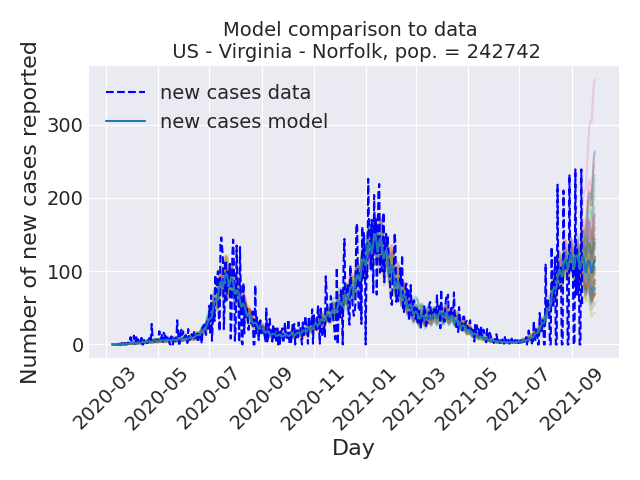 Model comparison to data
US - Virginia - Norfolk, pop. = 242742
new cases data
new cases model
Number of new cases reported
300
200
100
0
2020-03
2020-05
2020-07
2020-09
2020-11
2021-01
2021-03
2021-05
2021-07
2021-09
Day